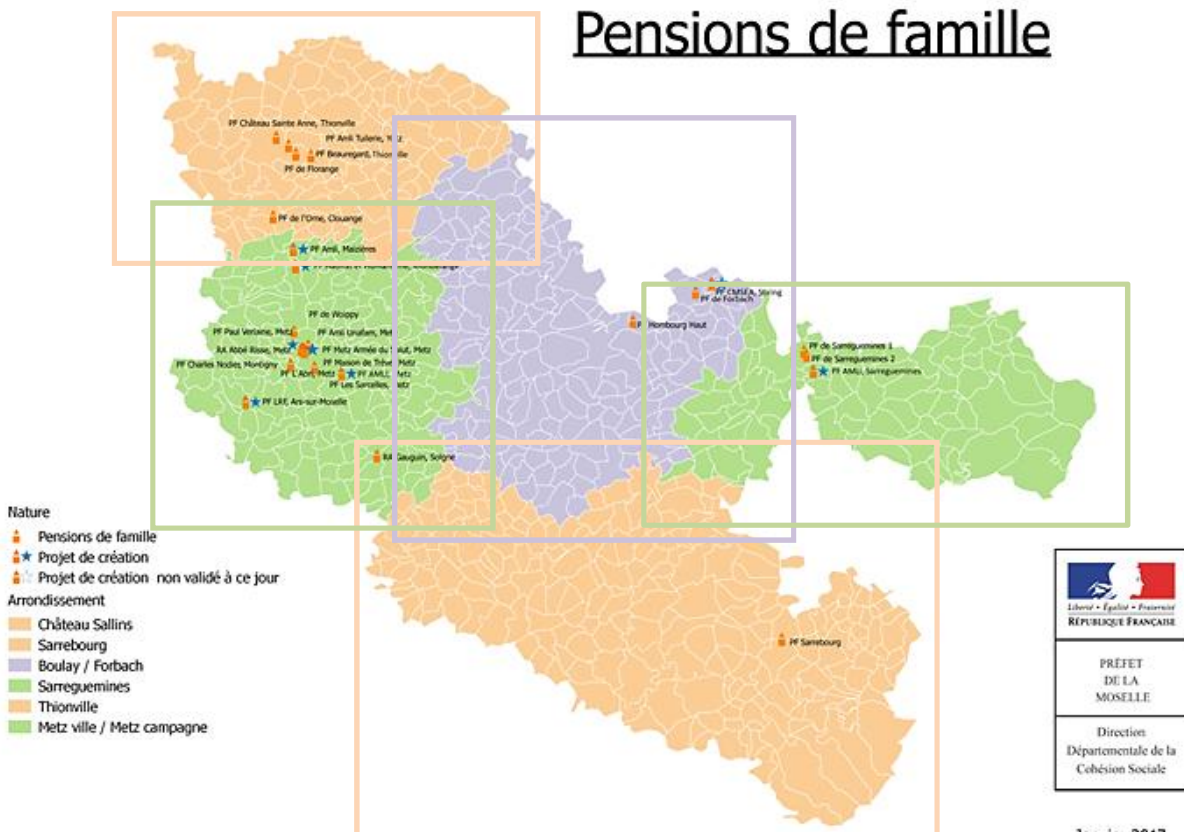 Pensions de famille
PF Château Sainte Anne, Thionville
PF Amli Tuilerie,
PF Beauregard, Thionville
PF de Florange
PF de l'Orne, Clouange
PF Amli, Maizières
PF de Woippy
PF Paul Verlaine, Metz
PF Amli Linafam, Met
RA Abbé Risse, Metz
PF Metz Armée du Salut, Metz
PF Charles Nodier, Montigny
PF Maison de Trèves, Metz
PF L'Abri, Metz
PF AMLI, Metz
PF Les Sarcelles, Metz
PF LRE, Ars-sur-Moselle
RA Gauguin, Solgne
PF CMSEA, Stiring
PF de Forbach
Hombourg Haut
PF de Sarreguemines 1
PF de Sarreguemines 2
PF AMLI, Sarreguemines
PF Sarrebourg
Nature
Pensions de famille
Projet de création
Projet de création non validé à ce jour
Arrondissement
Château Sallins
Sarrebourg
Boulay / Forbach
Sarreguemines
Thionville
Metz ville / Metz campagne
Liberté • Égalité • Fraternité
RÉPUBLIQUE FRANÇAISE
PRÉFET
DE LA
MOSELLE
Direction
Départementale de la
Cohésion Sociale